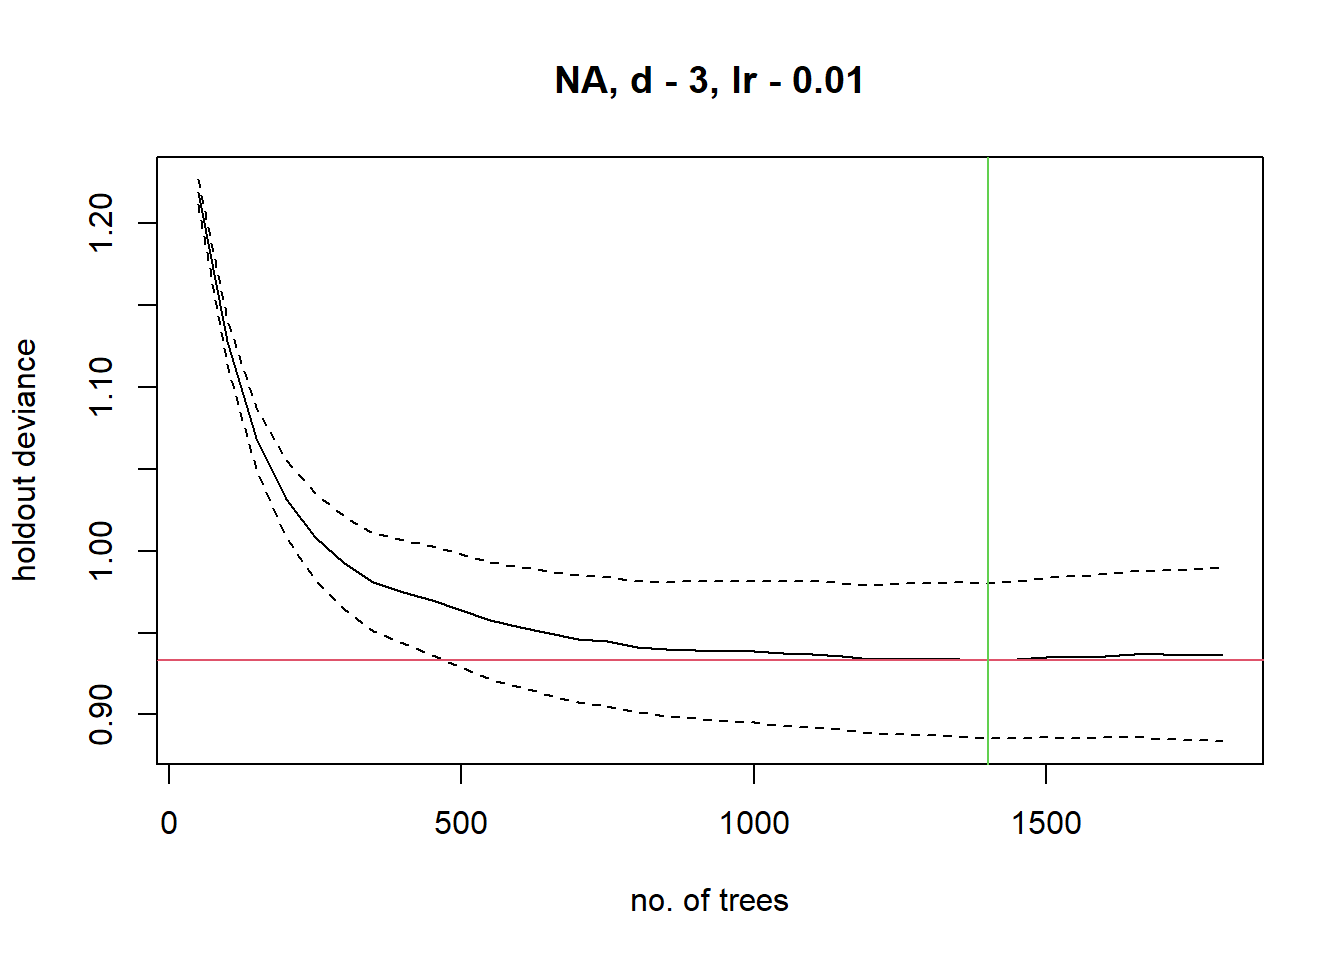 NA, d - 3, lr - 0.01
holdout deviance
1.20
1.10
1.00
0.90
0
500
1000
1500
no. of trees